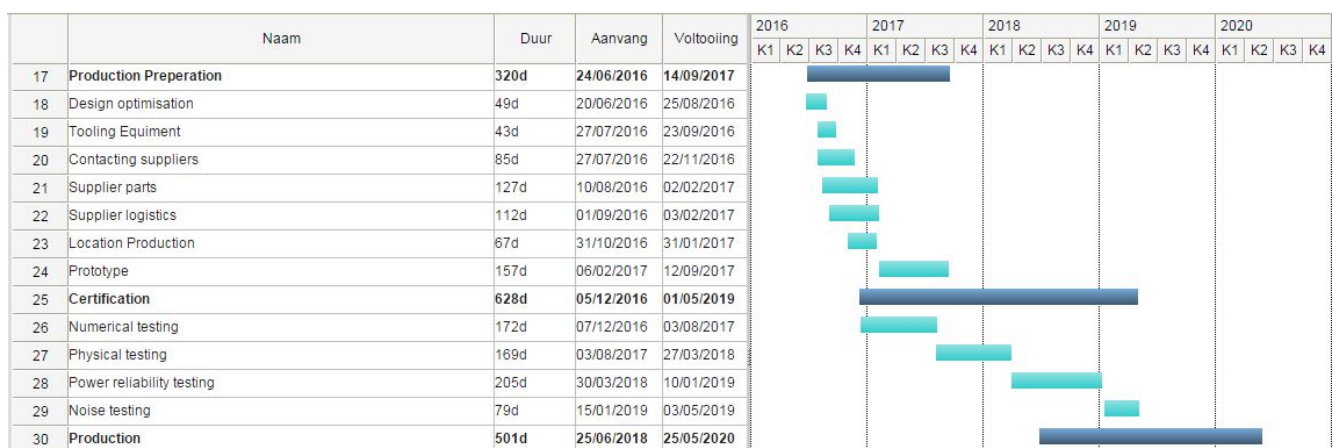 Naam Duur Aanvang Voltooiing 2016 2017 2018 2019 2020
K1 K2 K3 K4 K1 K2 K3 K4 K1 K2 K3 K4 K1 K2 K3 K4 K1 K2 K3 K4
17 Production Preperation 320d 24/06/2016 14/09/2017
18 Design optimisation 49d 20/06/2016 25/08/2016
19 Tooling Equiment 43d 27/07/2016 23/09/2016
20 Contacting suppliers 85d 27/07/2016 22/11/2016
21 Supplier parts 127d 10/08/2016 02/02/2017
22 Supplier logistics 112d 01/09/2016 03/02/2017
23 Location Production 67d 31/10/2016 31/01/2017
24 Prototype 157d 06/02/2017 12/09/2017
25 Certification 628d 05/12/2016 01/05/2019
26 Numerical testing 172d 07/12/2016 03/08/2017
27 Physical testing 169d 03/08/2017 27/03/2018
28 Power reliability testing 205d 30/03/2018 10/01/2019
29 Noise testing 79d 15/01/2019 03/05/2019
30 Production 501d 25/06/2018 25/05/2020